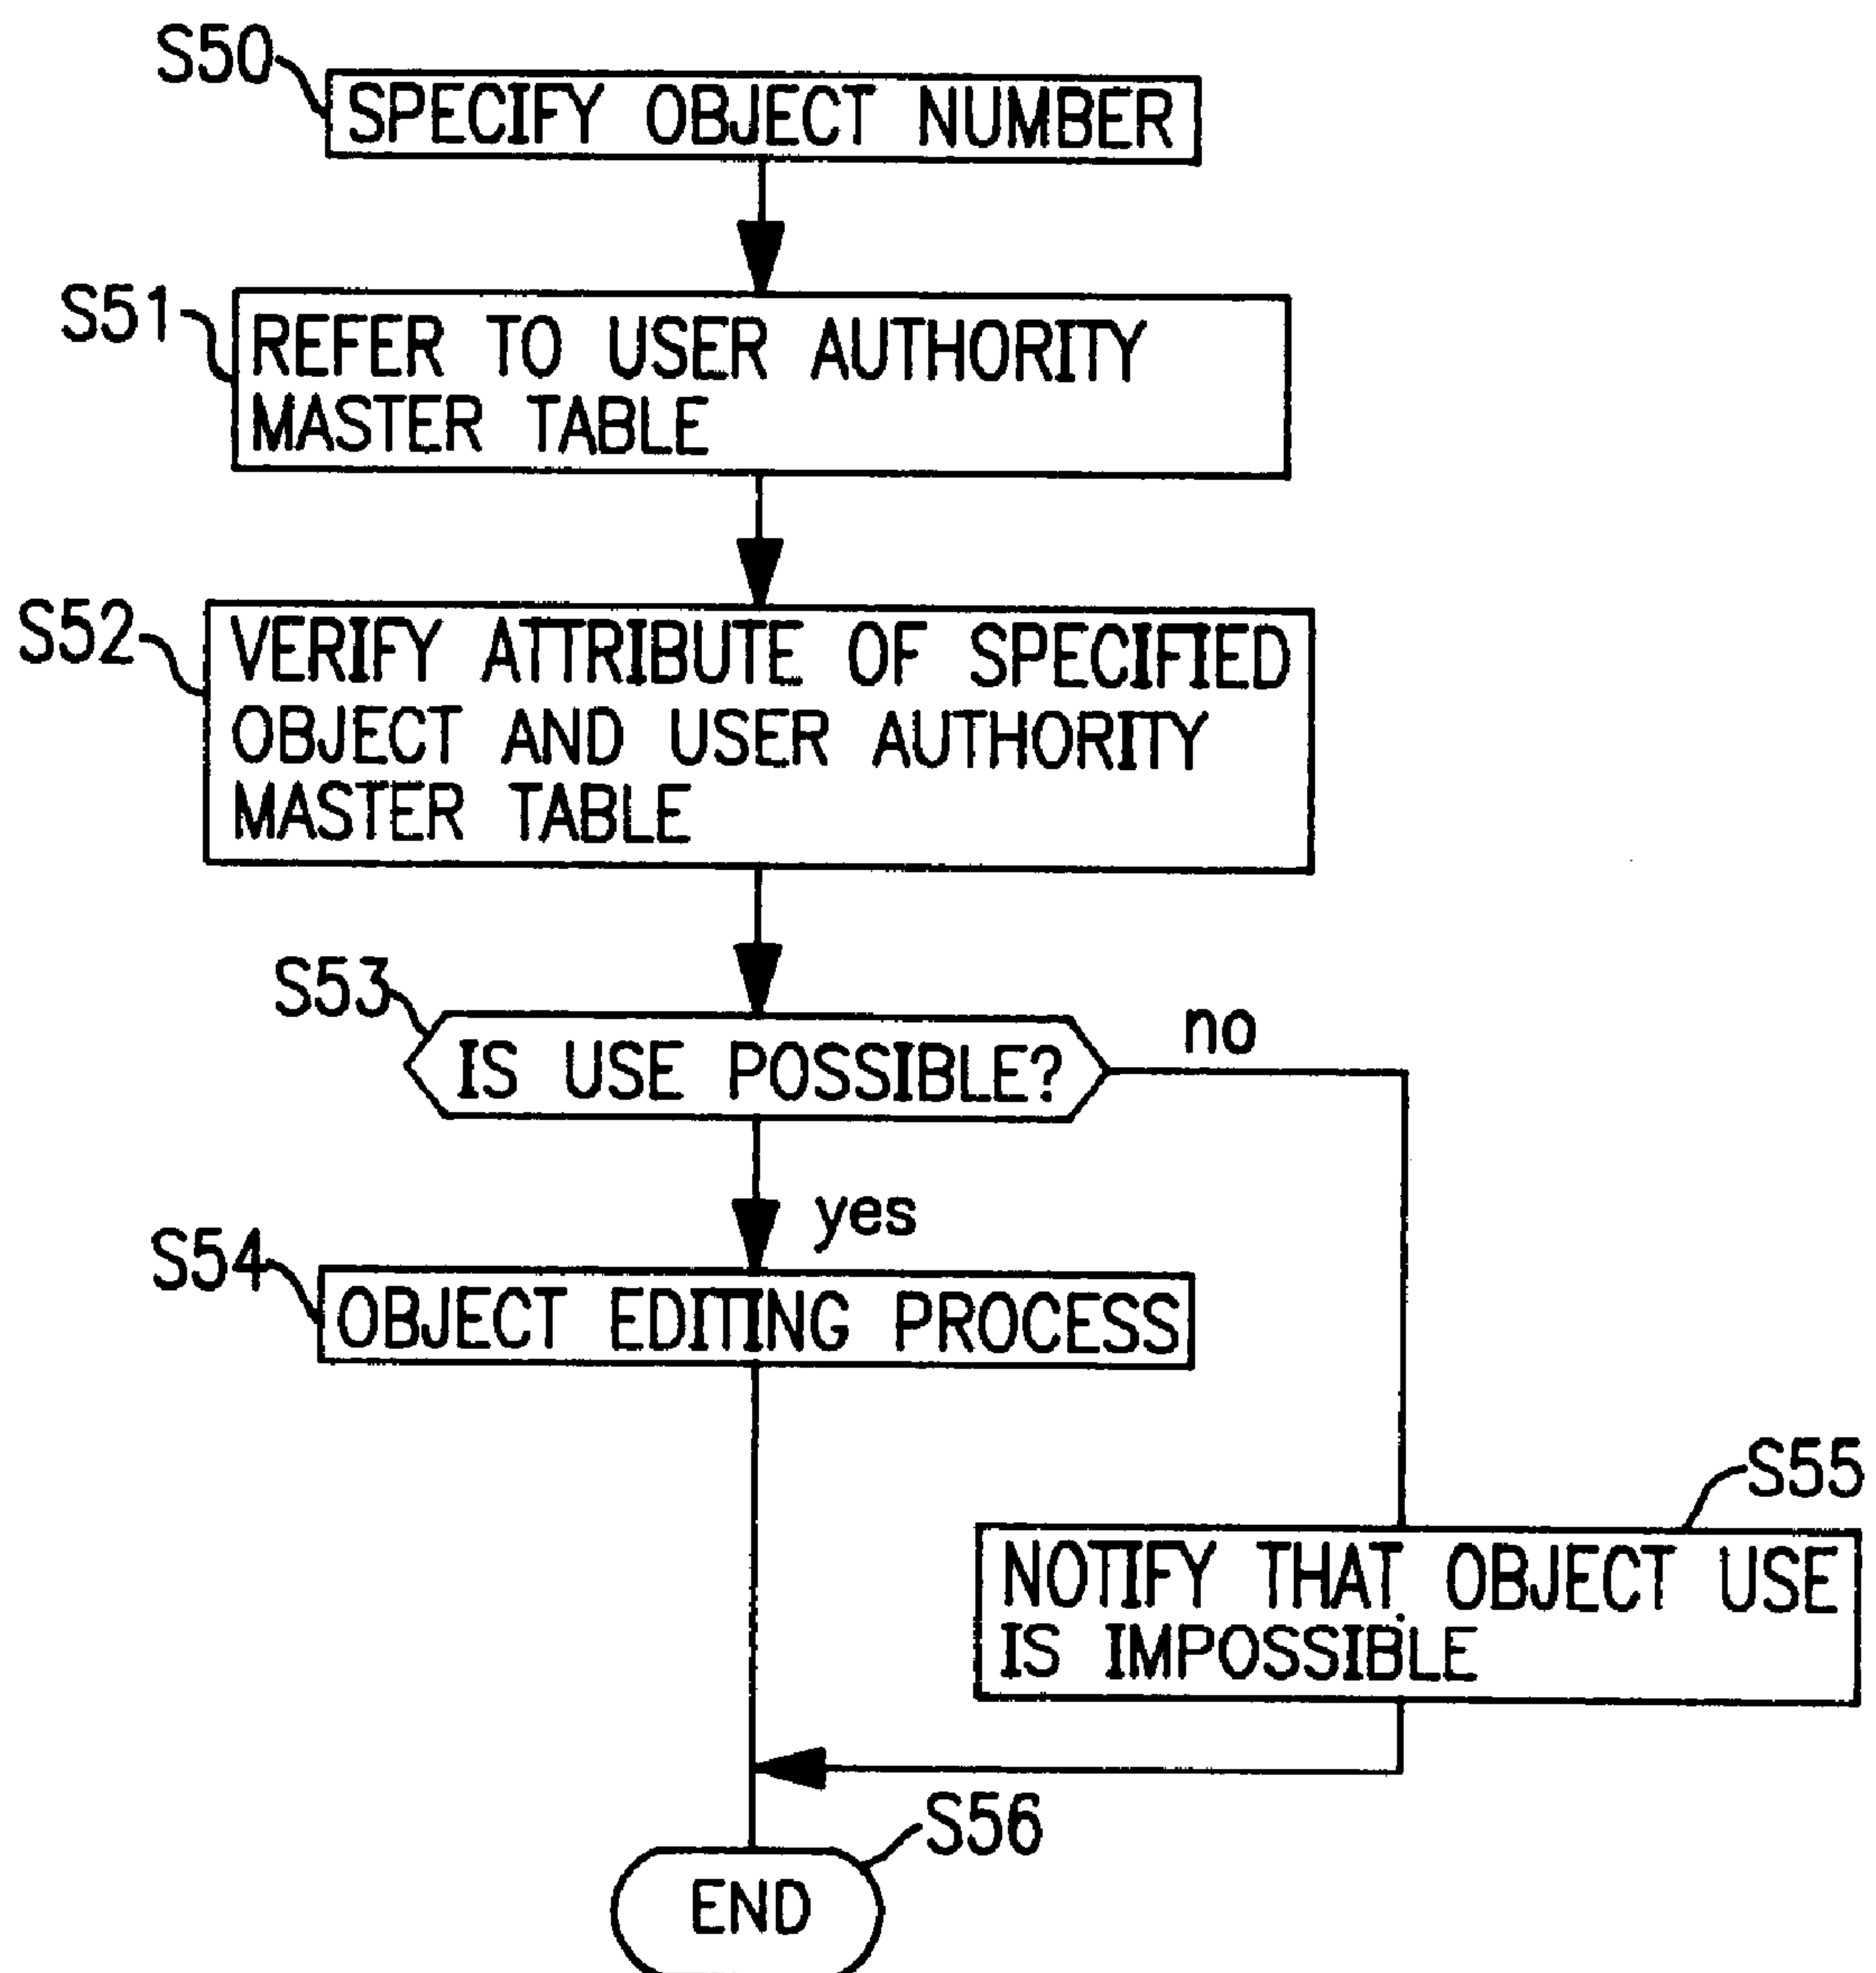 S50
SPECIFY OBJECT NUMBER
S51
REFER TO USER AUTHORITY
MASTER TABLE
S52
VERIFY ATTRIBUTE OF SPECIFIED
OBJECT AND USER AUTHORITY
MASTER TABLE
S53
IS USE POSSIBLE?
no
yes
S54
OBJECT EDITING PROCESS
S55
NOTIFY THAT OBJECT USE
IS IMPOSSIBLE
S56
END